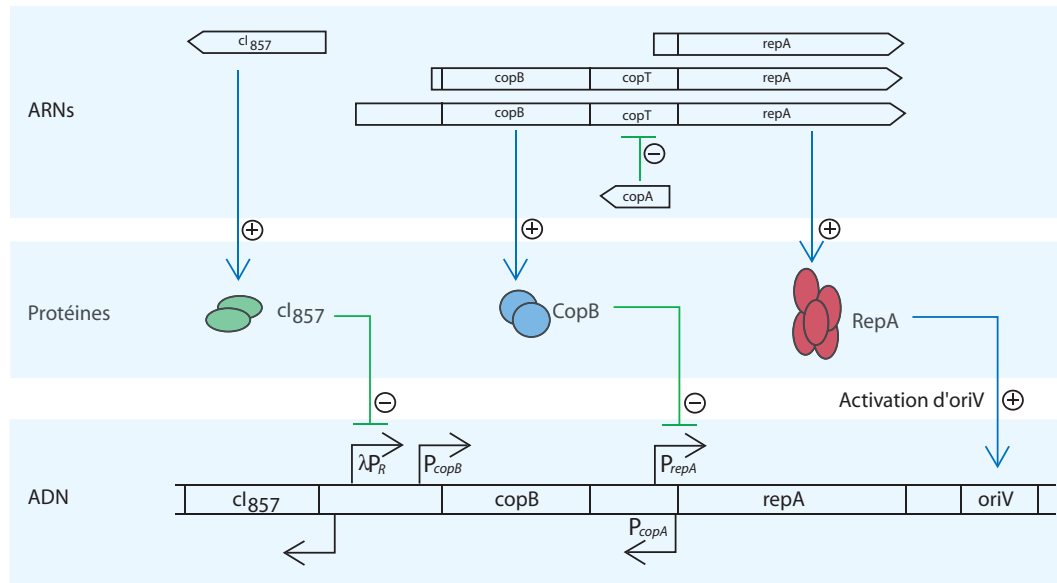 cI857
repA
copB copT repA
ARNs
copB copT repA
−
copA
+ + +
Protéines
cI857
CopB
RepA
− −
Activation d'oriV +
λPR PcopB PrepA
ADN
cI857 copB repA oriV
PcopA